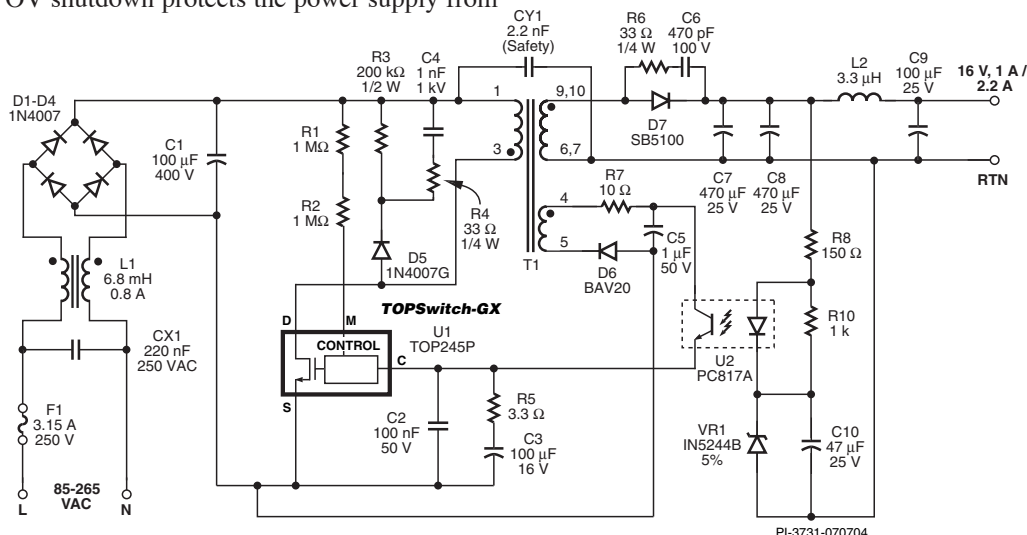 OV shutdown protects the power supply from
CY1
2.2 nF
(Safety)
R6
33 Ω
1/4 W
C6
470 pF
100 V
R3
200 kΩ
1/2 W
C4
1 nF
1 kV
L2
3.3 µH
C9
100 µF
25 V
16 V, 1 A /
2.2 A
D1-D4
1N4007
1
9,10
C1
100 µF
400 V
R1
1 MΩ
D7
SB5100
3
6,7
RTN
R2
1 MΩ
R4
33 Ω
1/4 W
R7
10 Ω
C7
470 µF
25 V
C8
470 µF
25 V
4
5
C5
1 µF
50 V
R8
150 Ω
D5
1N4007G
T1
D6
BAV20
L1
6.8 mH
0.8 A
TOPSwitch-GX
D
M
CONTROL
U1
TOP245P
C
S
R10
1 k
U2
PC817A
CX1
220 nF
250 VAC
F1
3.15 A
250 V
C2
100 nF
50 V
R5
3.3 Ω
C3
100 µF
16 V
VR1
IN5244B
5%
C10
47 µF
25 V
85-265
VAC
L
N
PI-3731-070704